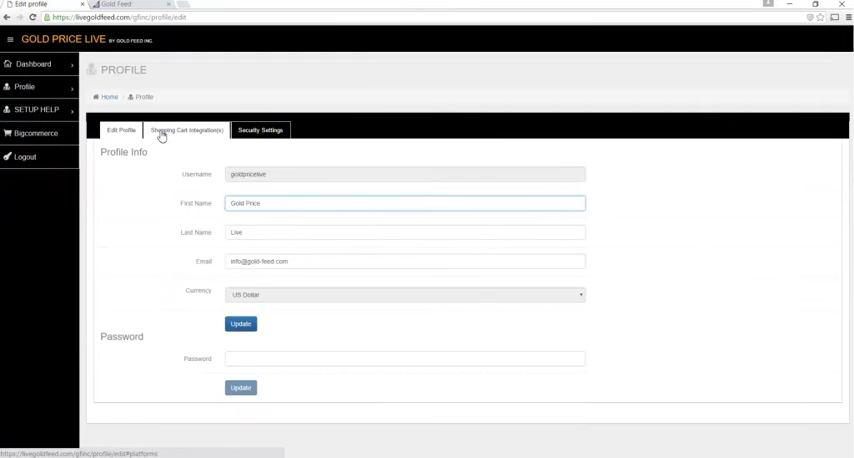 Edit profile
Gold Feed
https://livegoldfeed.com/gfinc/profile/edit
GOLD PRICE LIVE BY GOLD FEED INC.
Dashboard
Profile
SETUP HELP
Bigcommerce
Logout
PROFILE
Home / Profile
Edit Profile
Shopping Cart Integration(s)
Security Settings
Profile Info
Username goldpricelive
First Name Gold Price
Last Name Live
Email info@gold-feed.com
Currency US Dollar
Update
Password
Password
Update
https://livegoldfeed.com/gfinc/profile/edit#platforms